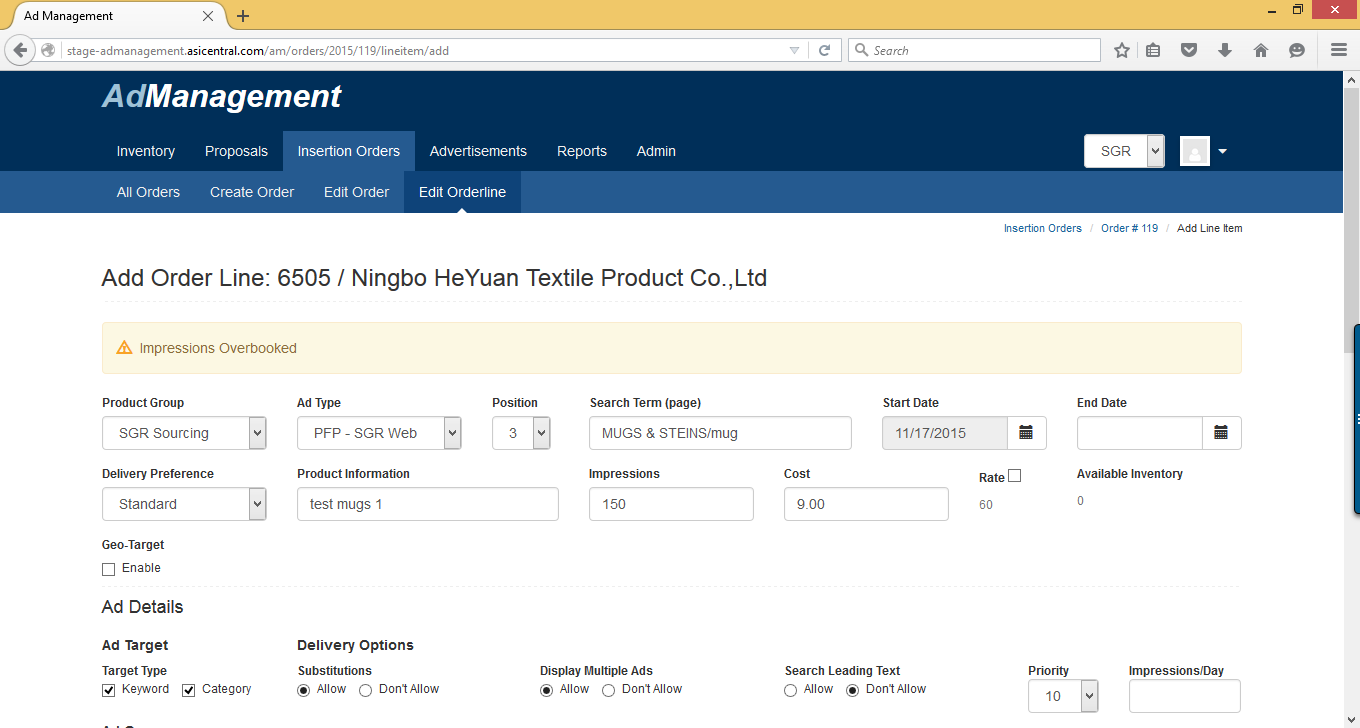 Ad Management
stage-admanagement.asicentral.com/am/orders/2015/119/lineitem/add
Search
AdManagement
Inventory Proposals Insertion Orders Advertisements Reports Admin SGR
All Orders Create Order Edit Order Edit Orderline
Insertion Orders / Order # 119 / Add Line Item
Add Order Line: 6505 / Ningbo HeYuan Textile Product Co.,Ltd
Impressions Overbooked
Product Group Ad Type Position Search Term (page) Start Date End Date
SGR Sourcing PFP - SGR Web 3 MUGS & STEINS/mug 11/17/2015
Delivery Preference Product Information Impressions Cost Rate Available Inventory
Standard test mugs 1 150 9.00 60 0
Geo-Target
Enable
Ad Details
Ad Target Delivery Options
Target Type Substitutions Display Multiple Ads Search Leading Text Priority Impressions/Day
Keyword Category Allow Don't Allow Allow Don't Allow Allow Don't Allow 10